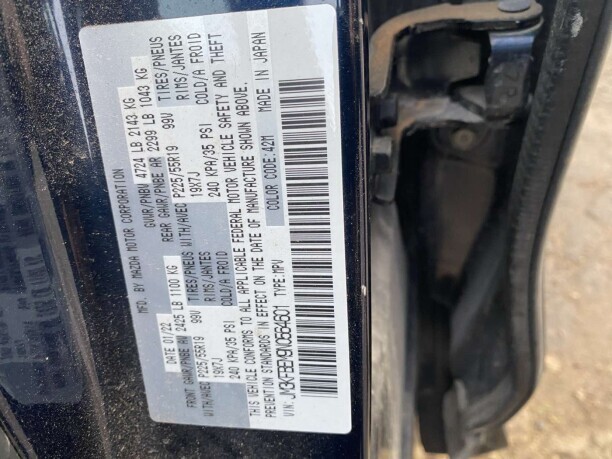 MFD. BY MAZDA MOTOR CORPORATION
DATE 01/22 GVWR/PNBV 4724 LB 2143 KG
FRONT GAWR/PNBE AV 2425 LB 1100 KG REAR GAWR/PNBE AR 2299 LB 1043 KG
TIRES/PNEUS TIRES/PNEUS
WITH/AVEC P225/55R19 99V RIMS/JANTES WITH/AVEC P225/55R19 99V RIMS/JANTES
19X7J COLD/A FROID 19X7J COLD/A FROID
240 KPA/35 PSI 240 KPA/35 PSI
THIS VEHICLE CONFORMS TO ALL APPLICABLE FEDERAL MOTOR VEHICLE SAFETY AND THEFT
PREVENTION STANDARDS IN EFFECT ON THE DATE OF MANUFACTURE SHOWN ABOVE.
VIN: JM3KFBBM9N0564601 TYPE: MPV COLOR CODE: 42M MADE IN JAPAN